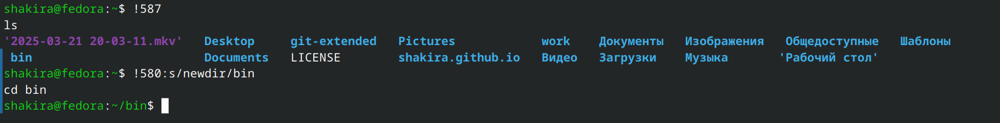 shakira@fedora:~$ !587
ls
'2025-03-21 20-03-11.mkv' Desktop git-extended Pictures work Документы Изображения Общедоступные Шаблоны
bin Documents LICENSE shakira.github.io Видео Загрузки Музыка 'Рабочий стол'
shakira@fedora:~$ !580:s/newdir/bin
cd bin
shakira@fedora:~/bin$